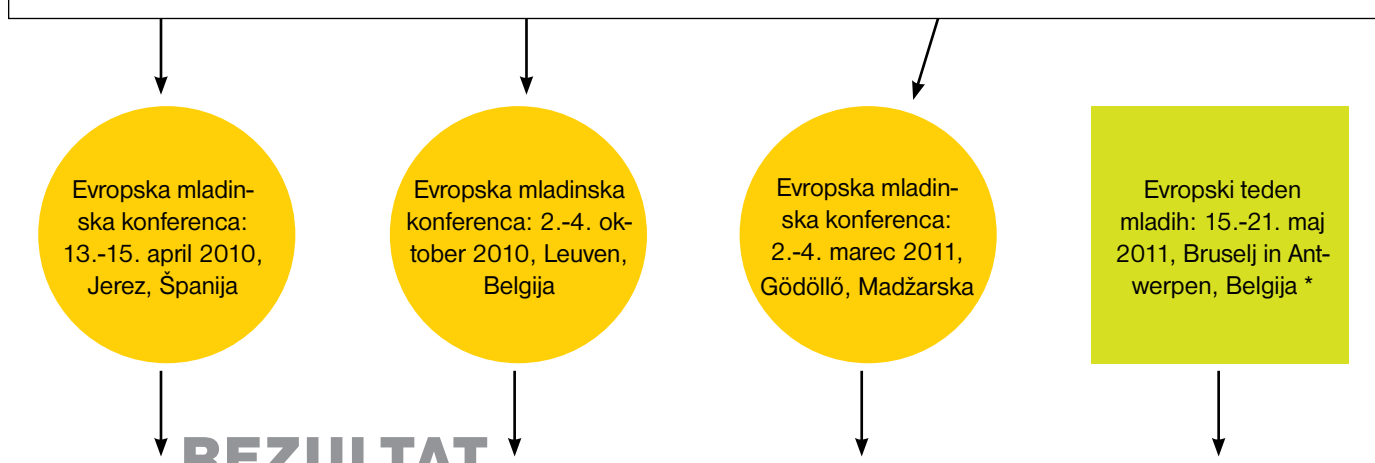 Evropska mladin-
ska konferenca:
13.-15. april 2010,
Jerez, Španija
Evropska mladinska
konferenca: 2.-4. ok-
tober 2010, Leuven,
Belgija
Evropska mladin-
ska konferenca:
2.-4. marec 2011,
Gödöllő, Madžarska
Evropski teden
mladih: 15.-21. maj
2011, Bruselj in Ant-
werpen, Belgija *
REZULTAT